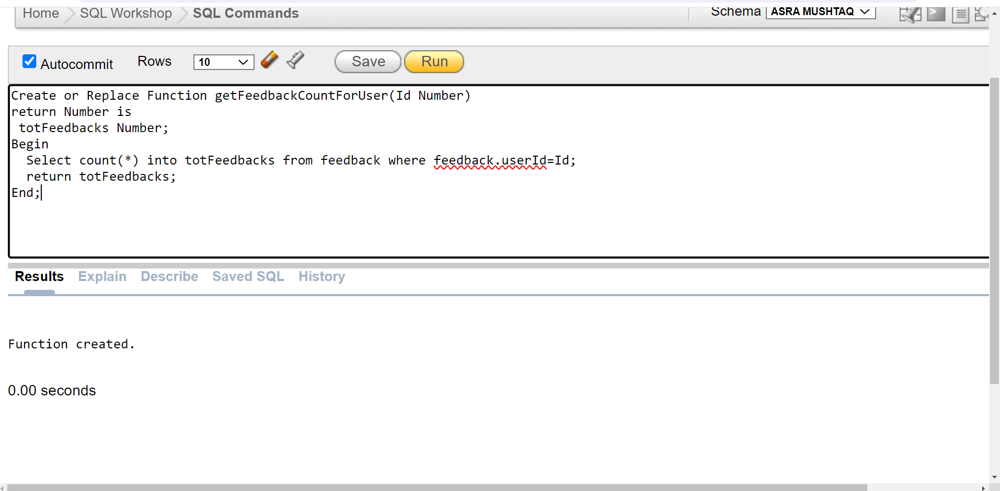 Home SQL Workshop SQL Commands Schema ASRA MUSHTAQ
Autocommit Rows 10 Save Run
Create or Replace Function getFeedbackCountForUser(Id Number)
return Number is
totFeedbacks Number;
Begin
Select count(*) into totFeedbacks from feedback where feedback.userId=Id;
return totFeedbacks;
End;
Results Explain Describe Saved SQL History
Function created.
0.00 seconds